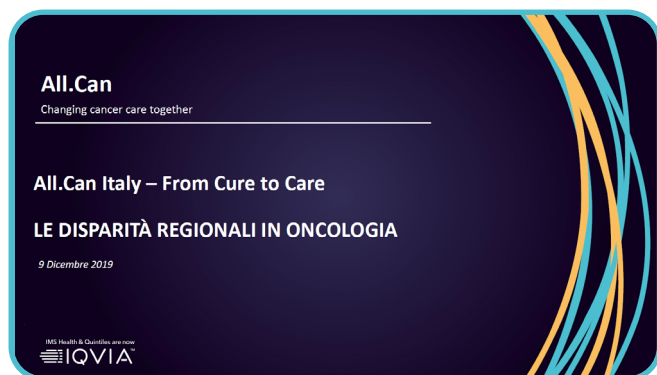 All.Can
Changing cancer care together
All.Can Italy – From Cure to Care
LE DISPARITÀ REGIONALI IN ONCOLOGIA
9 Dicembre 2019
IMS Health & Quintiles are now
IQVIA™